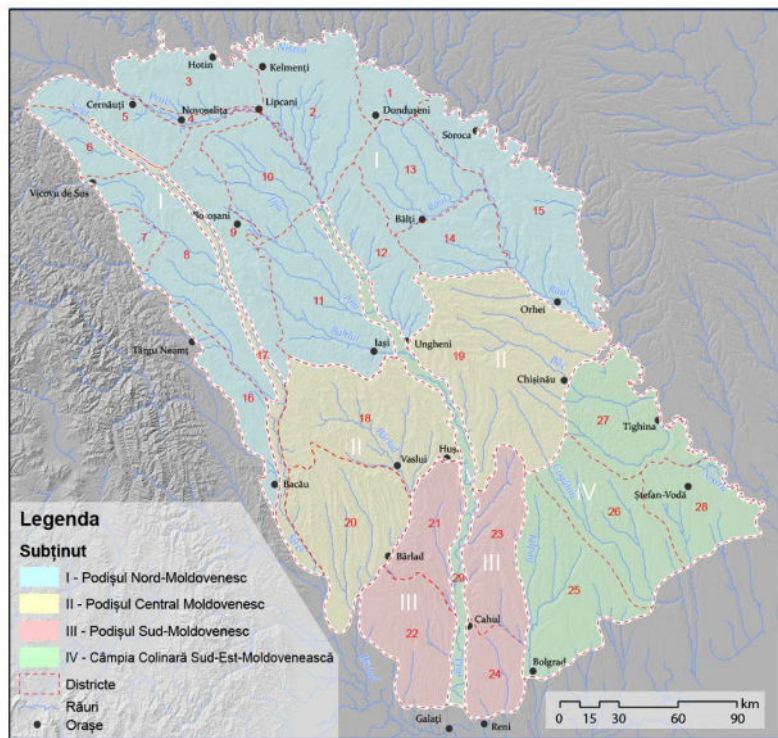 Nistru
Hotin
Kelmenți
3
1
Cernăuți
Prut
Novoselița
Lipcani
2
Dundușeni
5
4
Soroca
I
6
10
13
Vicovu de Sus
I
15
Bălți
7
9
8
14
12
11
Orhei
Iași
Ungheni
Târgu Neamț
17
19
II
Chișinău
16
27
18
Tighina
II
Vaslui
Bacău
IV
Ștefan-Vodă
28
21
23
26
20
Bârlad
III
29
III
25
22
Cahul
24
Bolgrad
Galați
Reni
Legenda
Subținut
I - Podișul Nord-Moldovenesc
II - Podișul Central Moldovenesc
III - Podișul Sud-Moldovenesc
IV - Câmpia Colinară Sud-Est-Moldovenească
Districte
Râuri
Orașe
km
0 15 30 60 90